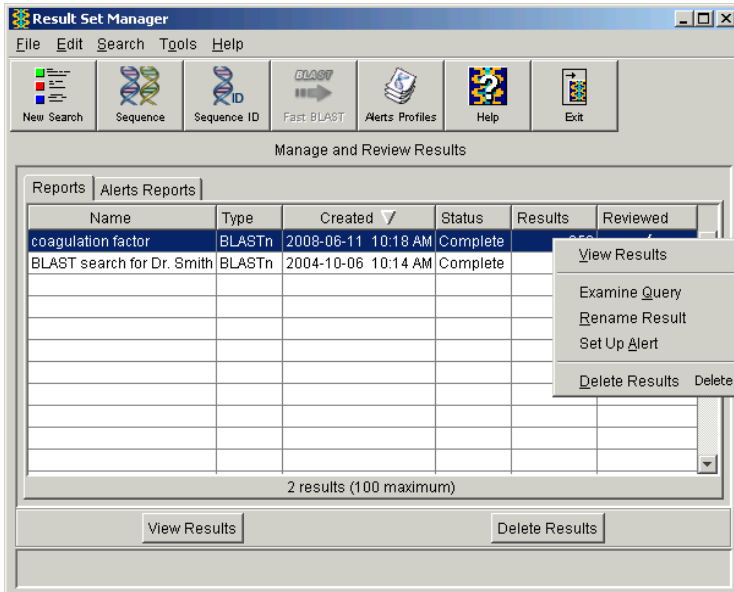 Result Set Manager
File Edit Search Tools Help
BLAST
ID
New Search Sequence Sequence ID Fast BLAST Alerts Profiles Help Exit
Manage and Review Results
Reports Alerts Reports
Name Type Created Status Results Reviewed
coagulation factor BLASTn 2008-06-11 10:18 AM Complete
BLAST search for Dr. Smith BLASTn 2004-10-06 10:14 AM Complete
View Results
Examine Query
Rename Result
Set Up Alert
Delete Results Delete
2 results (100 maximum)
View Results Delete Results